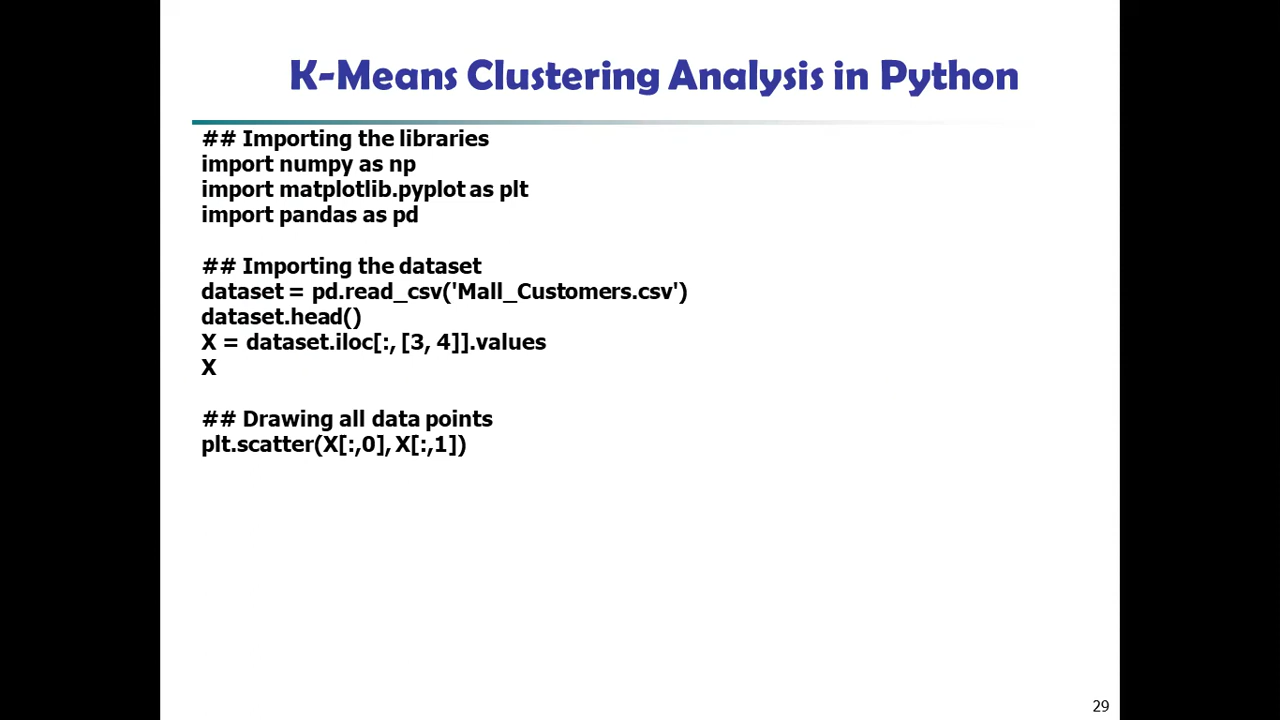 K-Means Clustering Analysis in Python
## Importing the libraries
import numpy as np
import matplotlib.pyplot as plt
import pandas as pd
## Importing the dataset
dataset = pd.read_csv('Mall_Customers.csv')
dataset.head()
X = dataset.iloc[:, [3, 4]].values
X
## Drawing all data points
plt.scatter(X[:,0], X[:,1])
29